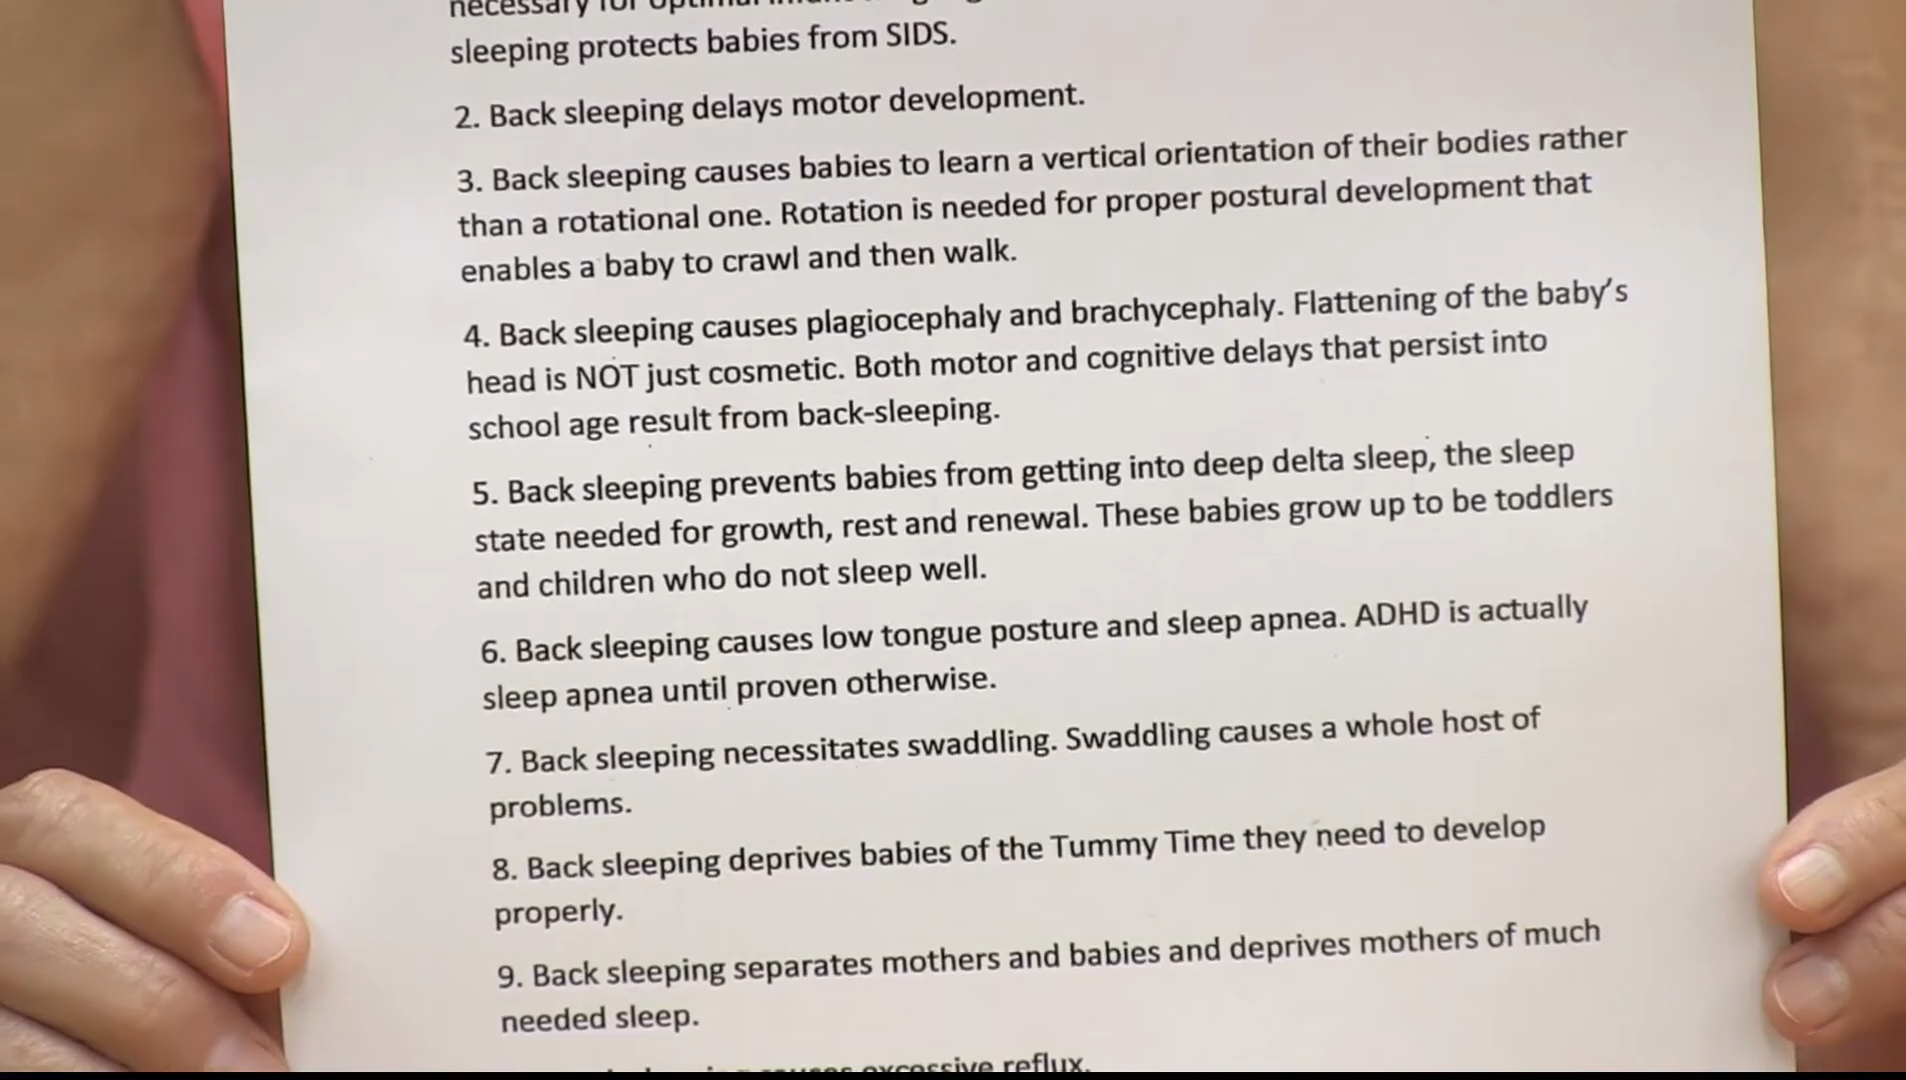 necessary for optimal
sleeping protects babies from SIDS.
2. Back sleeping delays motor development.
3. Back sleeping causes babies to learn a vertical orientation of their bodies rather
than a rotational one. Rotation is needed for proper postural development that
enables a baby to crawl and then walk.
4. Back sleeping causes plagiocephaly and brachycephaly. Flattening of the baby's
head is NOT just cosmetic. Both motor and cognitive delays that persist into
school age result from back-sleeping.
5. Back sleeping prevents babies from getting into deep delta sleep, the sleep
state needed for growth, rest and renewal. These babies grow up to be toddlers
and children who do not sleep well.
6. Back sleeping causes low tongue posture and sleep apnea. ADHD is actually
sleep apnea until proven otherwise.
7. Back sleeping necessitates swaddling. Swaddling causes a whole host of
problems.
8. Back sleeping deprives babies of the Tummy Time they need to develop
properly.
9. Back sleeping separates mothers and babies and deprives mothers of much
needed sleep.
causes excessive reflux.